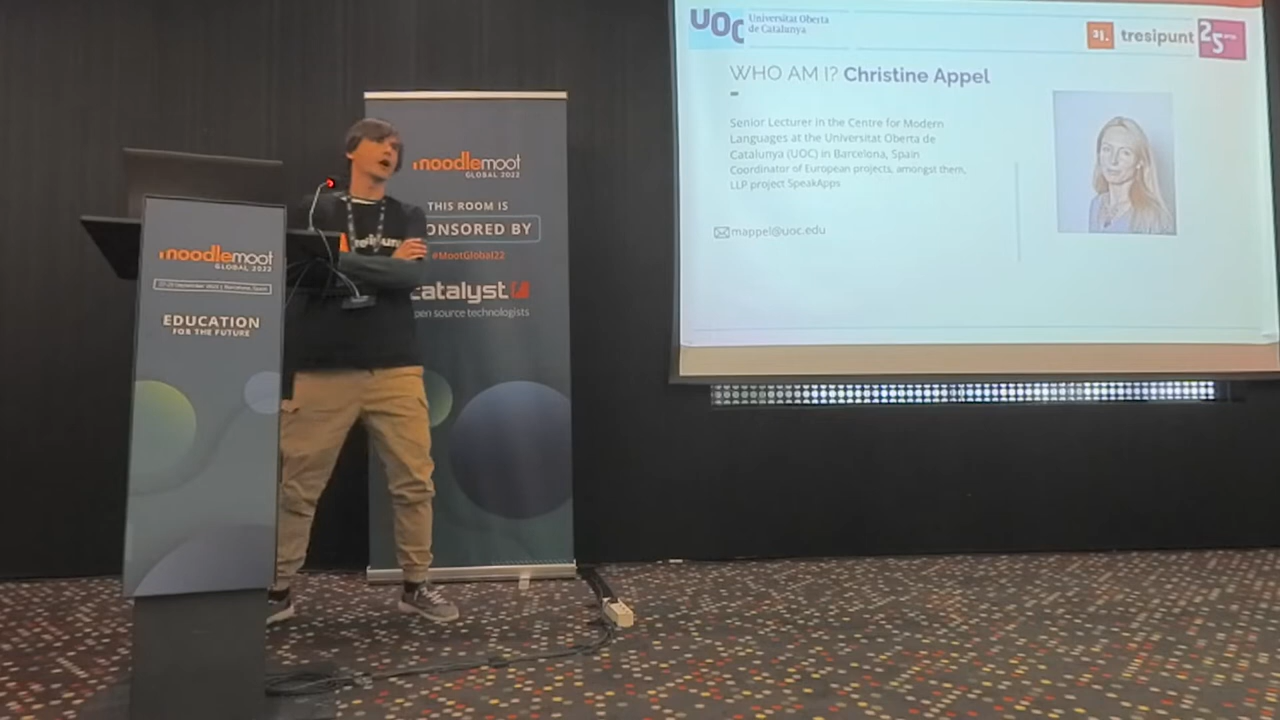 moodlemoot
GLOBAL 2022
EDUCATION
FOR THE FUTURE
moodlemoot
GLOBAL 2022
THIS ROOM IS
ONSORED BY
#MootGlobal22
catalyst
pen source technologists
UOC
Universitat Oberta
de Catalunya
31.
tresipunt
25
WHO AM I? Christine Appel
Senior Lecturer in the Centre for Modern
Languages at the Universitat Oberta de
Catalunya (UOC) in Barcelona, Spain
Coordinator of European projects, amongst them,
LLP project SpeakApps
mappel@uoc.edu